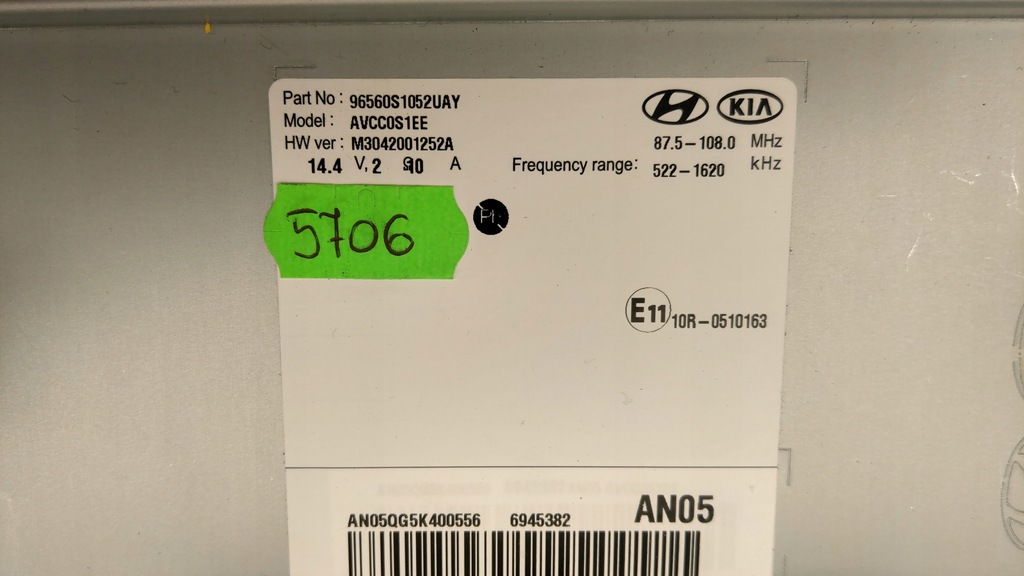 Part No : 96560S1052UAY
Model : AVCC0S1EE
HW ver : M3042001252A
14.4 V, 2 10 A
KIA
87.5-108.0 MHz
Frequency range: 522-1620 kHz
5706
E11 10R-0510163
AN05QG5K400556 6945382 AN05